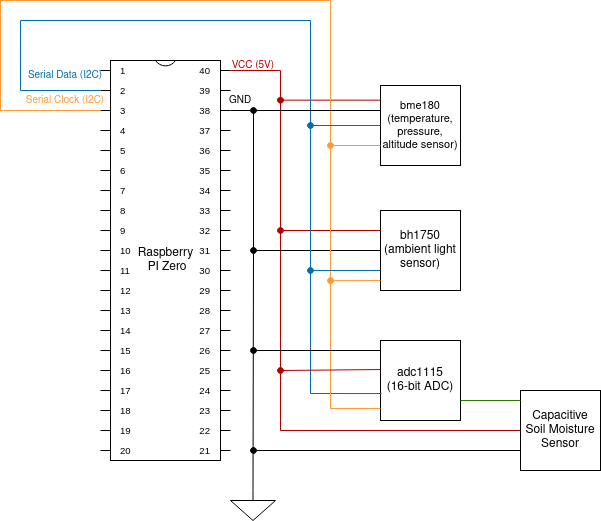 VCC (5V)
Serial Data (I2C)
1
40
2
39
Serial Clock (I2C)
GND
3
38
4
37
5
36
6
35
7
34
8
33
9
32
10
31
11
30
12
29
13
28
14
27
15
26
16
25
17
24
18
23
19
22
20
21
Raspberry
PI Zero
bme180
(temperature,
pressure,
altitude sensor)
bh1750
(ambient light
sensor)
adc1115
(16-bit ADC)
Capacitive
Soil Moisture
Sensor